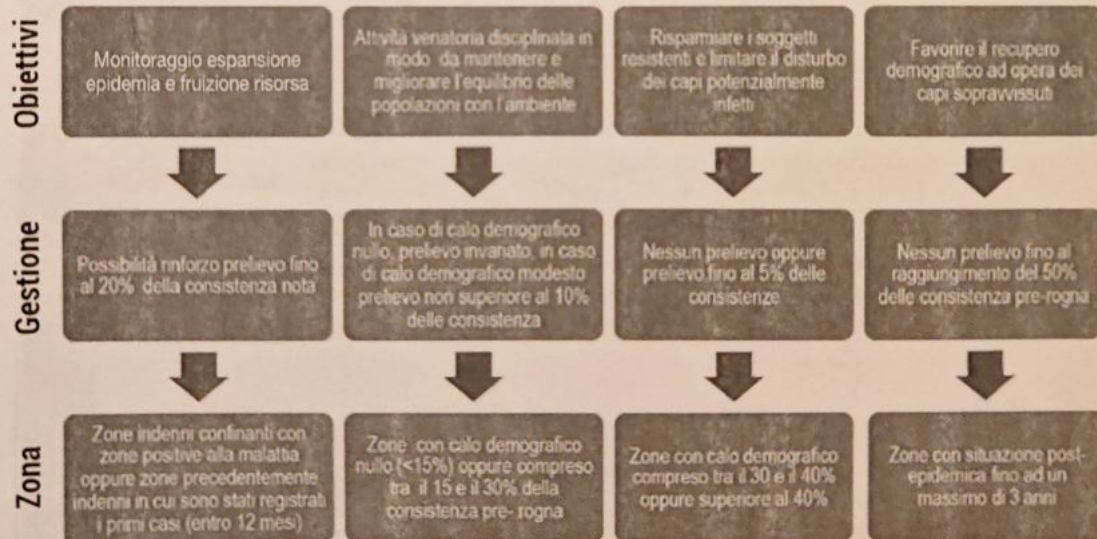 Obiettivi
Monitoraggio espansione
epidemia e fruizione risorsa
Attività venatoria disciplinata in
modo da mantenere e
migliorare l'equilibrio delle
popolazioni con l'ambiente
Risparmiare i soggetti
resistenti e limitare il disturbo
dei capi potenzialmente
infetti
Favorire il recupero
demografico ad opera dei
capi sopravvissuti
Gestione
Possibilità rinforzo prelievo fino
al 20% della consistenza nota
In caso di calo demografico
nullo, prelievo invariato, in caso
di calo demografico modesto
prelievo non superiore al 10%
delle consistenza
Nessun prelievo oppure
prelievo fino al 5% delle
consistenze
Nessun prelievo fino al
raggiungimento del 50%
delle consistenza pre-rogna
Zona
Zone indenni confinanti con
zone positive alla malattia
oppure zone precedentemente
indenni in cui sono stati registrati
i primi casi (entro 12 mesi)
Zone con calo demografico
nullo (<15%) oppure compreso
tra il 15 e il 30% della
consistenza pre- rogna
Zone con calo demografico
compreso tra il 30 e il 40%
oppure superiore al 40%
Zone con situazione post-
epidemica fino ad un
massimo di 3 anni